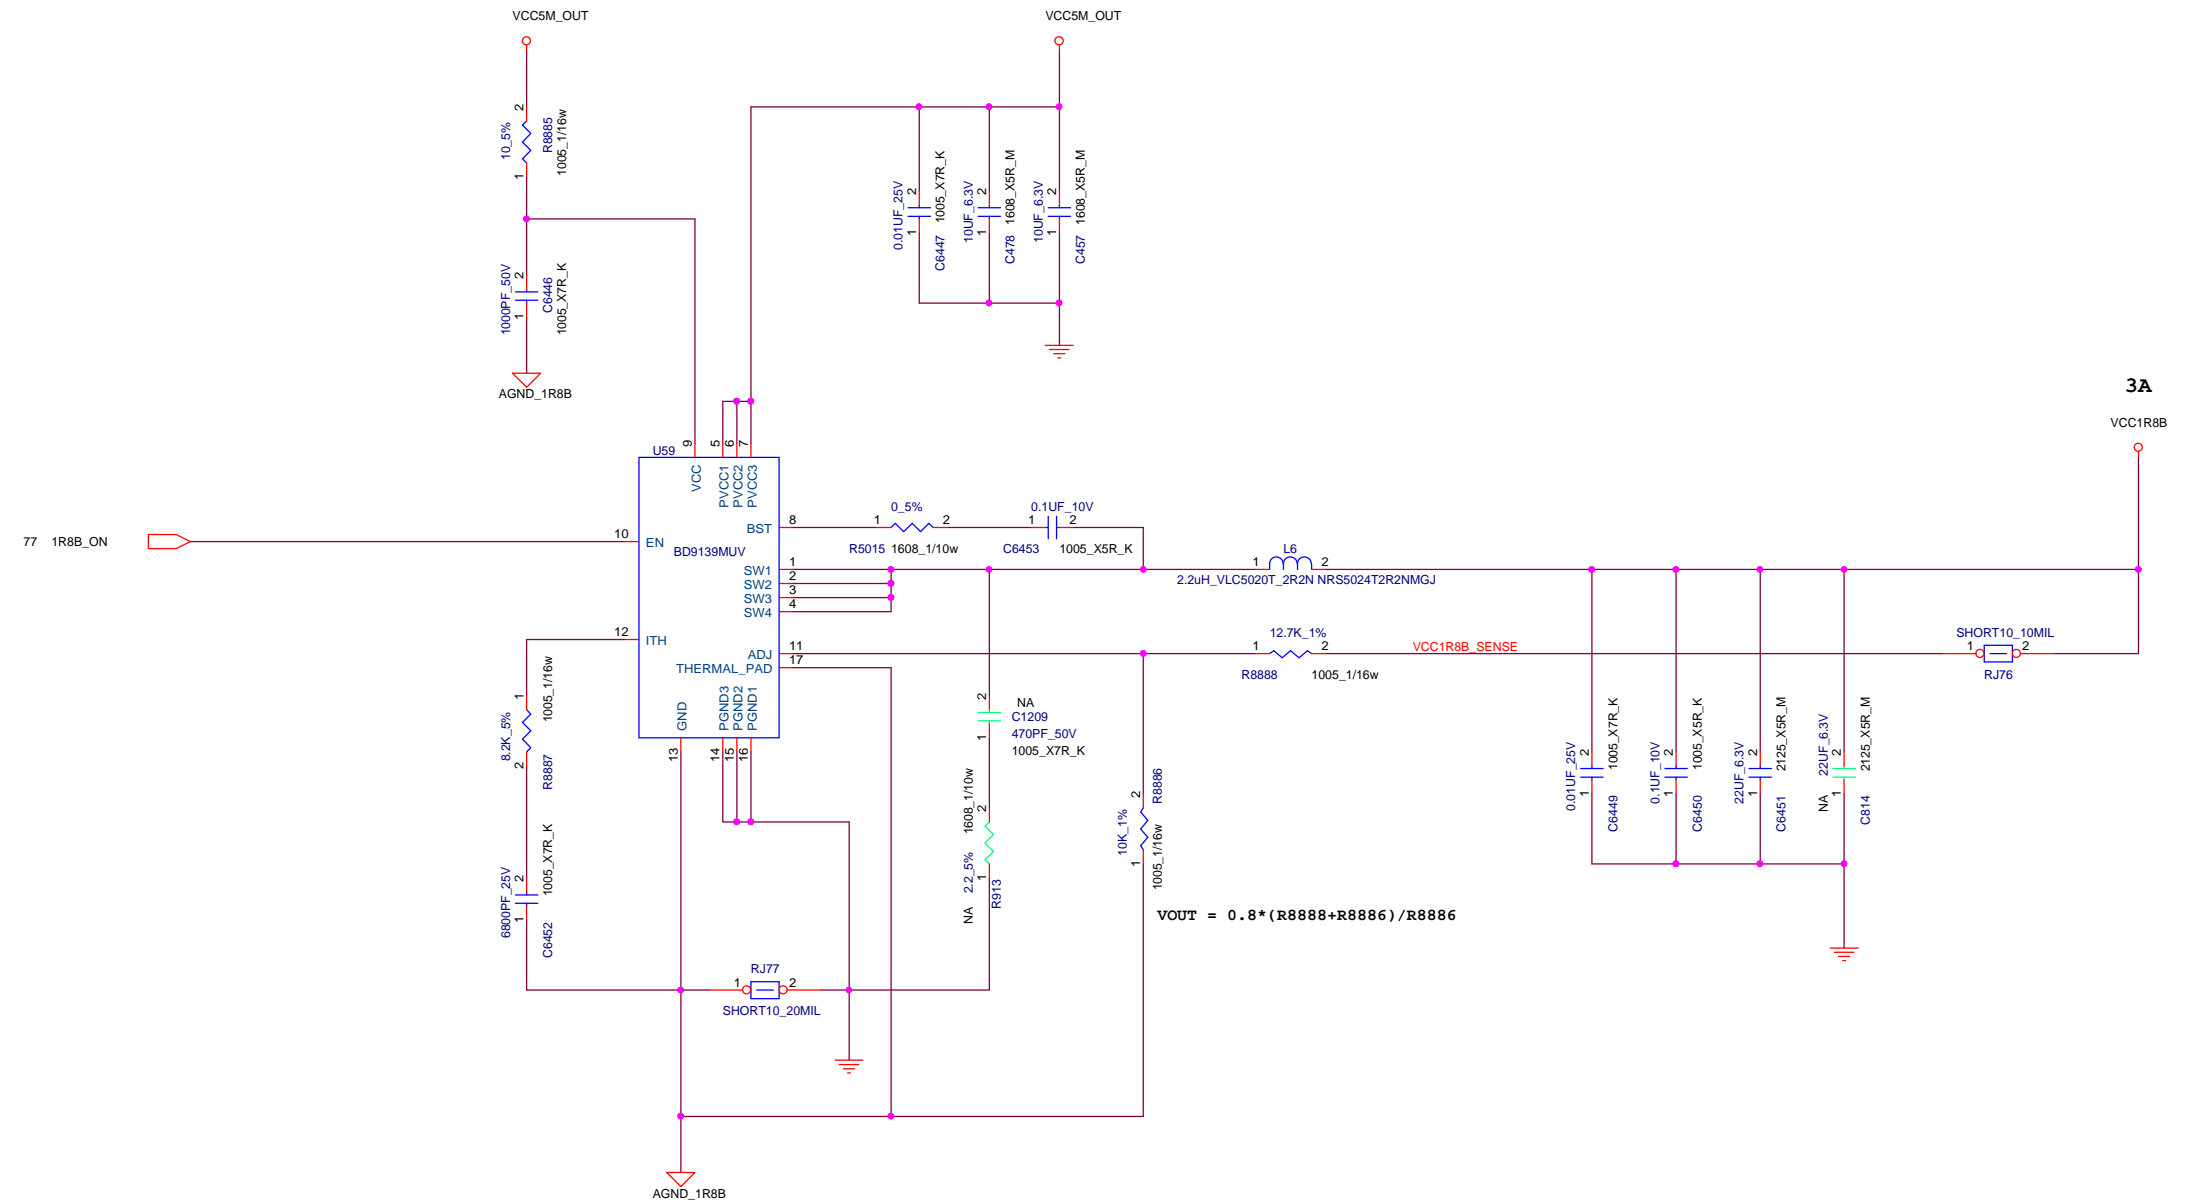 VCC5M_OUT
VCC5M_OUT
2
10_5%
R8885
1005_1/16w
1
2
1000PF_50V
C6446
1005_X7R_K
1
AGND_1R8B
2
0.01UF_25V
1005_X7R_K
1
C6447
2
10UF_6.3V
1608_X5R_M
1
C478
2
10UF_6.3V
1608_X5R_M
1
C457
3A
VCC1R8B
U59
9
5
6
7
VCC
PVCC1
PVCC2
PVCC3
77 1R8B_ON
10
EN
BD9139MUV
BST
8
1
0_5%
2
R5015
1608_1/10w
0.1UF_10V
1
2
C6453
1005_X5R_K
SW1
1
SW2
2
SW3
3
SW4
4
1
L6
2
2.2uH_VLC5020T_2R2N NRS5024T2R2NMGJ
12
ITH
ADJ
11
THERMAL_PAD
17
12.7K_1%
1
2
R8888
1005_1/16w
VCC1R8B_SENSE
SHORT10_10MIL
1
2
RJ76
GND
PGND3
PGND2
PGND1
13
14
15
16
1
8.2K_5%
1005_1/16w
2
R8887
2
6800PF_25V
1005_X7R_K
1
C6452
2
NA
C1209
1
470PF_50V
1005_X7R_K
1608_1/10w
2
NA
2.2_5%
1
R913
2
R8886
10K_1%
1
1005_1/16w
2
0.01UF_25V
1005_X7R_K
1
C6449
2
0.1UF_10V
1005_X5R_K
1
C6450
2
22UF_6.3V
2125_X5R_M
1
C6451
2
22UF_6.3V
2125_X5R_M
NA
1
C814
VOUT = 0.8*(R8888+R8886)/R8886
RJ77
1
2
SHORT10_20MIL
AGND_1R8B